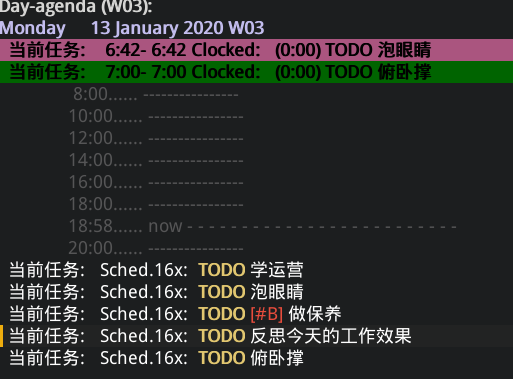 Day-agenda (W03):
Monday 13 January 2020 W03
当前任务: 6:42- 6:42 Clocked: (0:00) TODO 泡眼睛
当前任务: 7:00- 7:00 Clocked: (0:00) TODO 俯卧撑
8:00...... ----------------
10:00...... ----------------
12:00...... ----------------
14:00...... ----------------
16:00...... ----------------
18:00...... ----------------
18:58...... now - - - - - - - - - - - - - - - - - - - - - - - - -
20:00...... ----------------
当前任务: Sched.16x: TODO 学运营
当前任务: Sched.16x: TODO 泡眼睛
当前任务: Sched.16x: TODO [#B] 做保养
当前任务: Sched.16x: TODO 反思今天的工作效果
当前任务: Sched.16x: TODO 俯卧撑